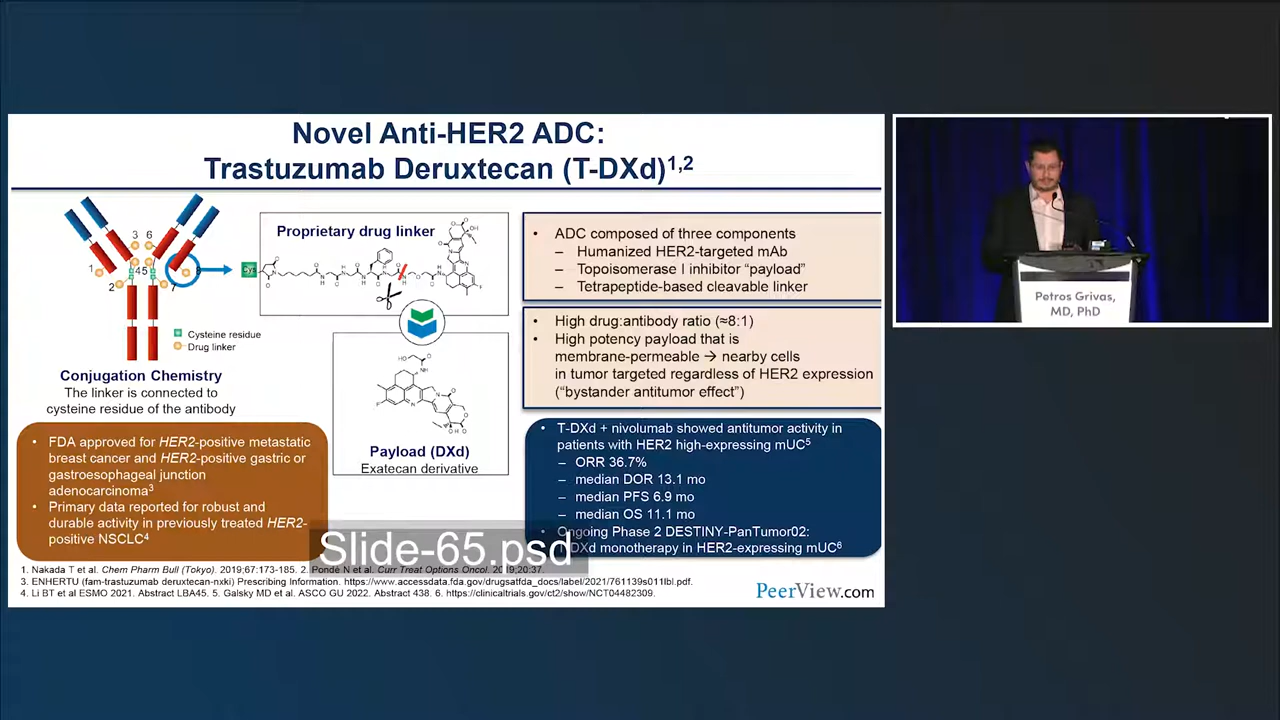 Novel Anti-HER2 ADC:
Trastuzumab Deruxtecan (T-DXd)1,2
3 6
1
4 5
8
2
7
Cysteine residue
Drug linker
Conjugation Chemistry
The linker is connected to
cysteine residue of the antibody
Proprietary drug linker
Cys
Payload (DXd)
Exatecan derivative
• ADC composed of three components
– Humanized HER2-targeted mAb
– Topoisomerase I inhibitor “payload”
– Tetrapeptide-based cleavable linker
• High drug:antibody ratio (≈8:1)
• High potency payload that is
membrane-permeable → nearby cells
in tumor targeted regardless of HER2 expression
(“bystander antitumor effect”)
• FDA approved for HER2-positive metastatic
breast cancer and HER2-positive gastric or
gastroesophageal junction
adenocarcinoma3
• Primary data reported for robust and
durable activity in previously treated HER2-
positive NSCLC4
• T-DXd + nivolumab showed antitumor activity in
patients with HER2 high-expressing mUC5
– ORR 36.7%
– median DOR 13.1 mo
– median PFS 6.9 mo
– median OS 11.1 mo
• Ongoing Phase 2 DESTINY-PanTumor02:
T-DXd monotherapy in HER2-expressing mUC6
Slide-65.psd
1. Nakada T et al. Chem Pharm Bull (Tokyo). 2019;67:173-185. 2. Pondé N et al. Curr Treat Options Oncol. 2019;20:37.
3. ENHERTU (fam-trastuzumab deruxtecan-nxki) Prescribing Information. https://www.accessdata.fda.gov/drugsatfda_docs/label/2021/761139s011lbl.pdf.
4. Li BT et al ESMO 2021. Abstract LBA45. 5. Galsky MD et al. ASCO GU 2022. Abstract 438. 6. https://clinicaltrials.gov/ct2/show/NCT04482309.
PeerView.com
Petros Grivas,
MD, PhD